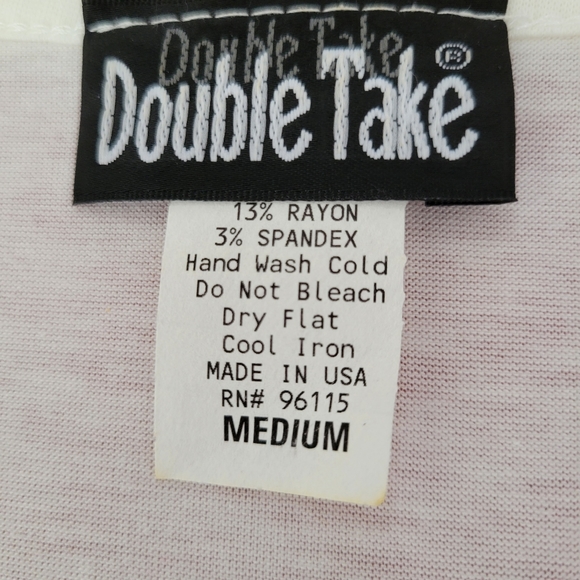 Double Take
Double Take®
13% RAYON
3% SPANDEX
Hand Wash Cold
Do Not Bleach
Dry Flat
Cool Iron
MADE IN USA
RN# 96115
MEDIUM